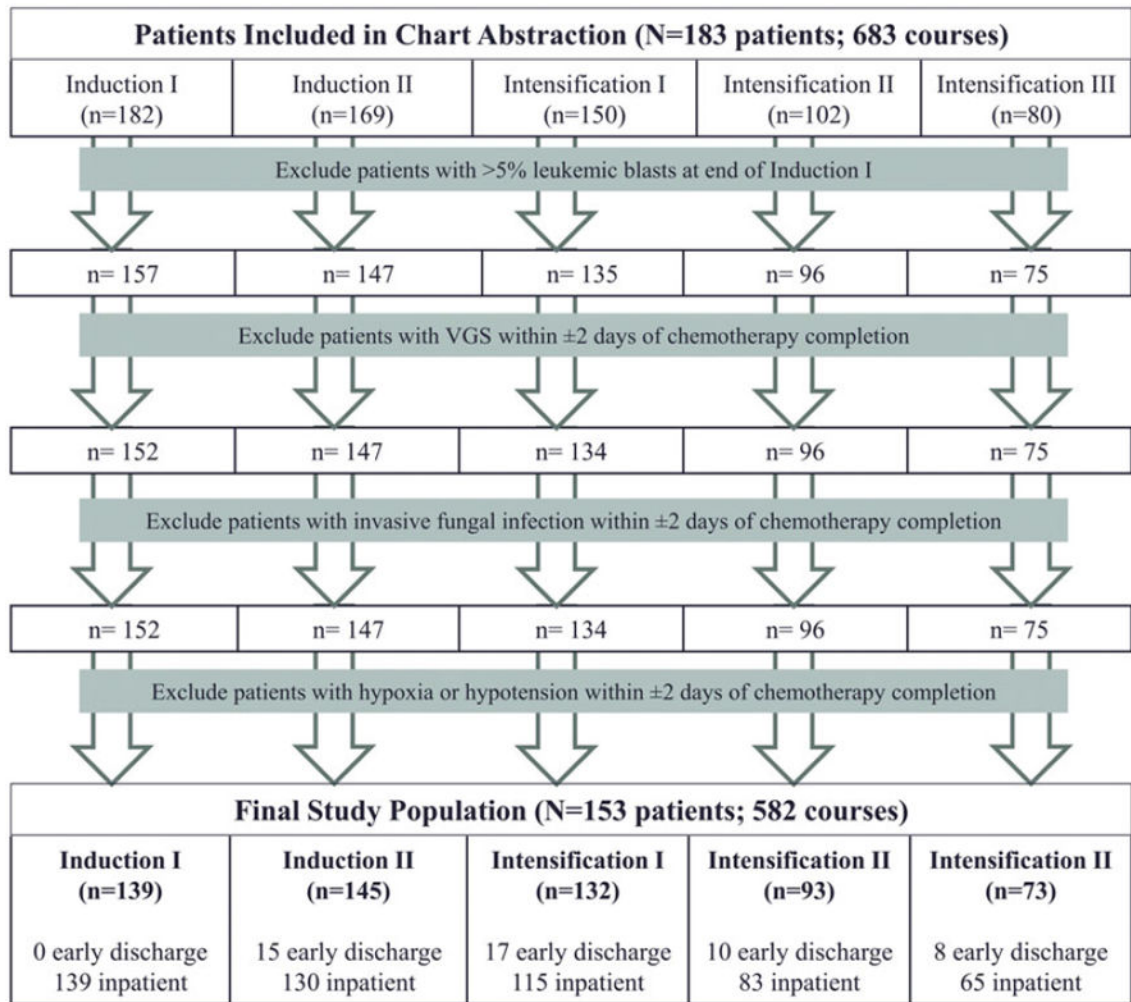 Patients Included in Chart Abstraction (N=183 patients; 683 courses)
Induction I
(n=182)
Induction II
(n=169)
Intensification I
(n=150)
Intensification II
(n=102)
Intensification III
(n=80)
Exclude patients with >5% leukemic blasts at end of Induction I
n= 157
n= 147
n= 135
n= 96
n= 75
Exclude patients with VGS within ±2 days of chemotherapy completion
n= 152
n= 147
n= 134
n= 96
n= 75
Exclude patients with invasive fungal infection within ±2 days of chemotherapy completion
n= 152
n= 147
n= 134
n= 96
n= 75
Exclude patients with hypoxia or hypotension within ±2 days of chemotherapy completion
Final Study Population (N=153 patients; 582 courses)
Induction I
(n=139)
0 early discharge
139 inpatient
Induction II
(n=145)
15 early discharge
130 inpatient
Intensification I
(n=132)
17 early discharge
115 inpatient
Intensification II
(n=93)
10 early discharge
83 inpatient
Intensification II
(n=73)
8 early discharge
65 inpatient